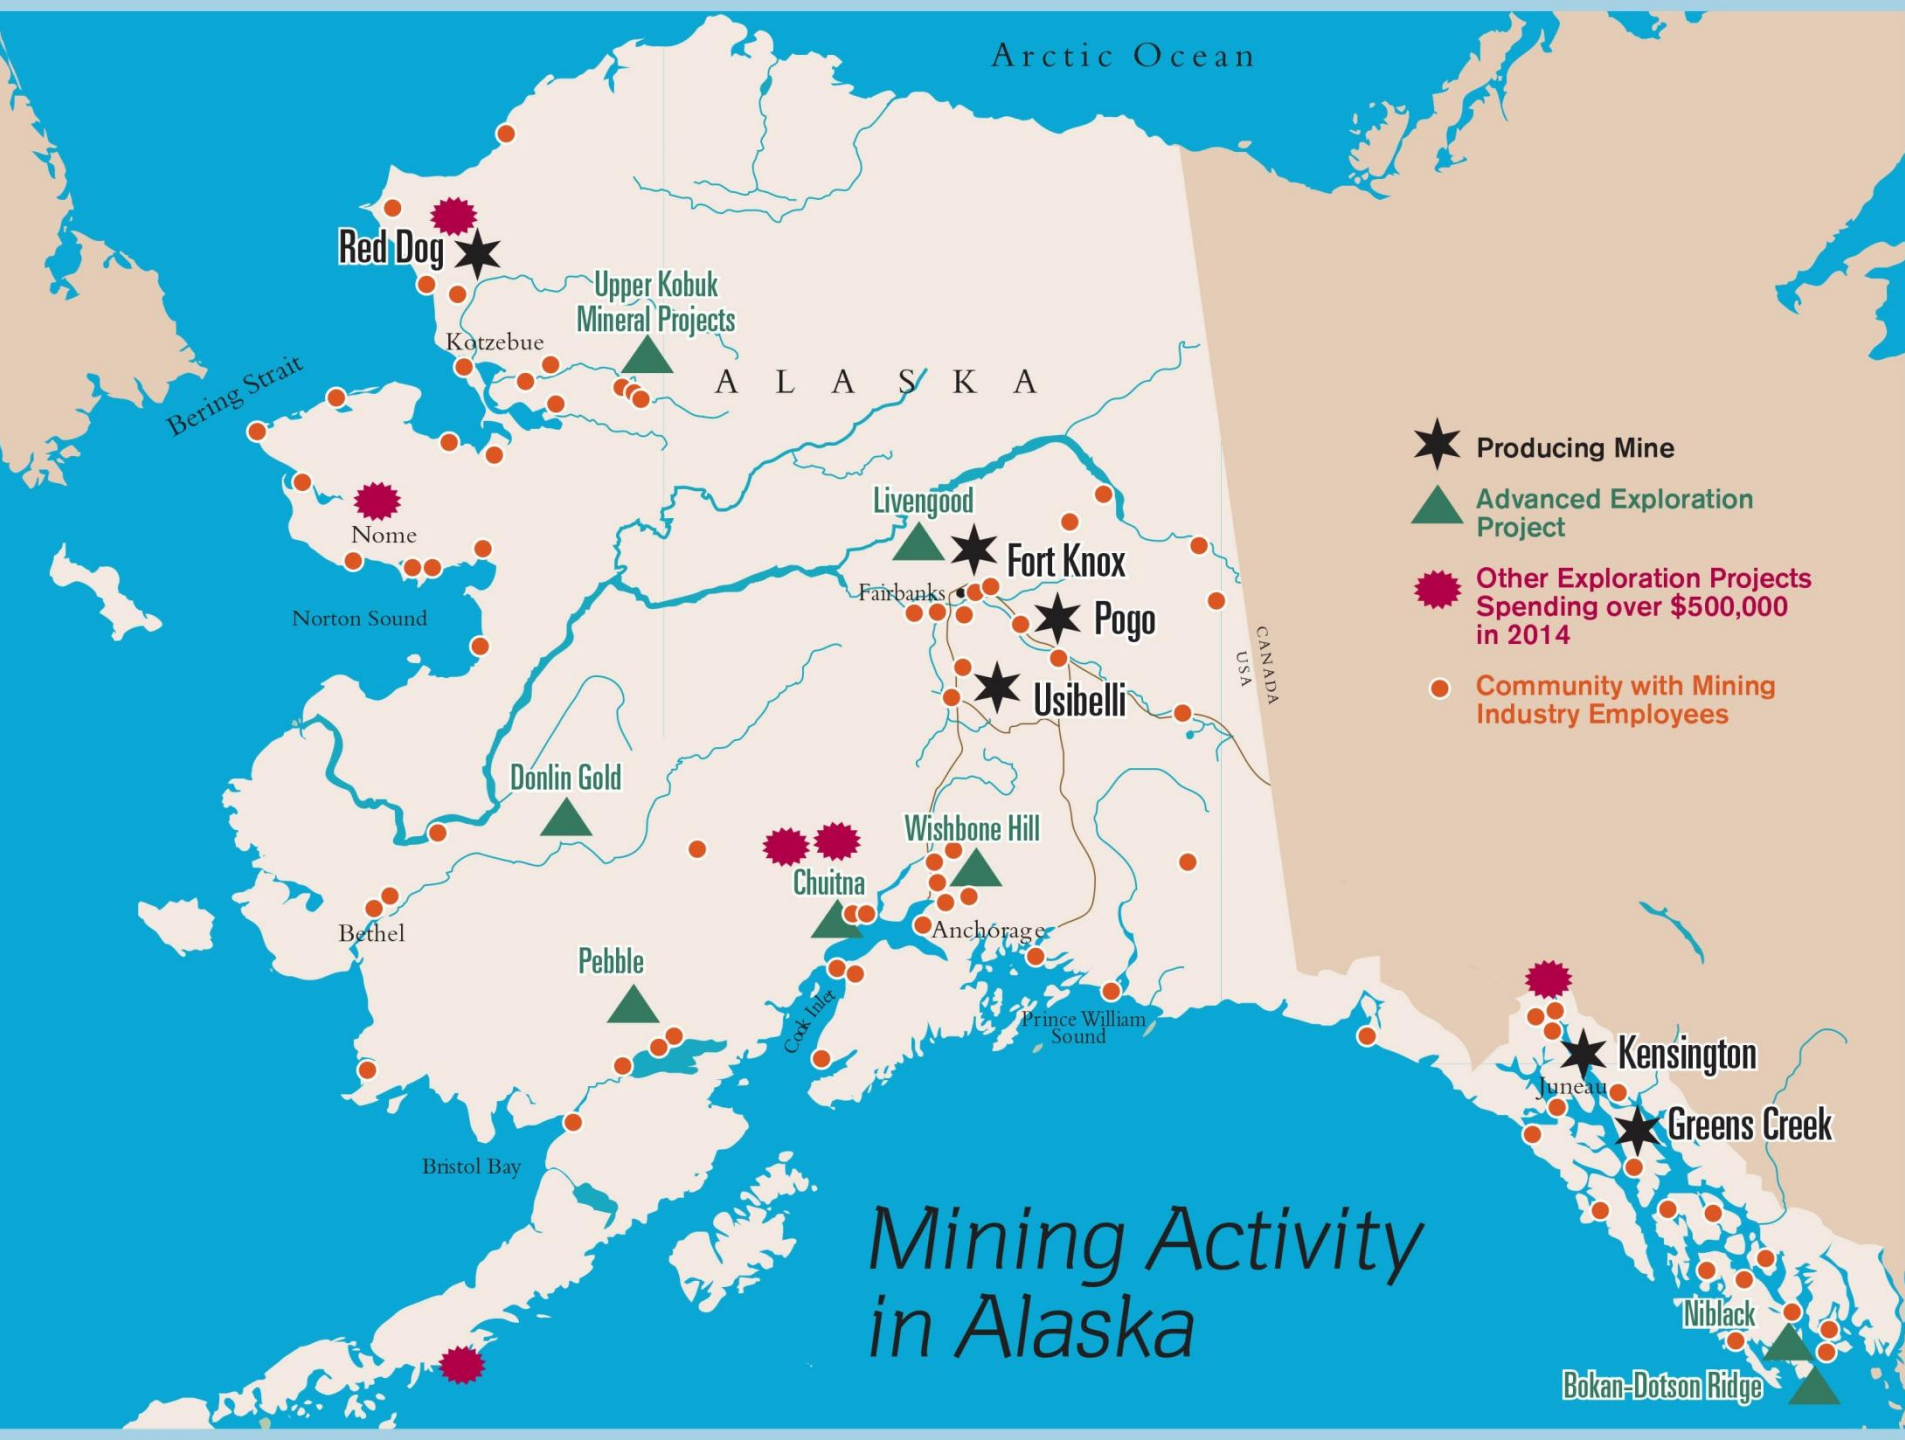 Arctic Ocean
Red Dog
Upper Kobuk
Mineral Projects
Kotzebue
Bering Strait
ALASKA
Producing Mine
Advanced Exploration
Project
Other Exploration Projects
Spending over $500,000
in 2014
Community with Mining
Industry Employees
Livengood
Nome
Fort Knox
Fairbanks
Norton Sound
Pogo
CANADA
USA
Usibelli
Donlin Gold
Wishbone Hill
Chuitna
Bethel
Anchorage
Pebble
Cook Inlet
Prince William
Sound
Kensington
Juneau
Greens Creek
Bristol Bay
Mining Activity
in Alaska
Niblack
Bokan-Dotson Ridge